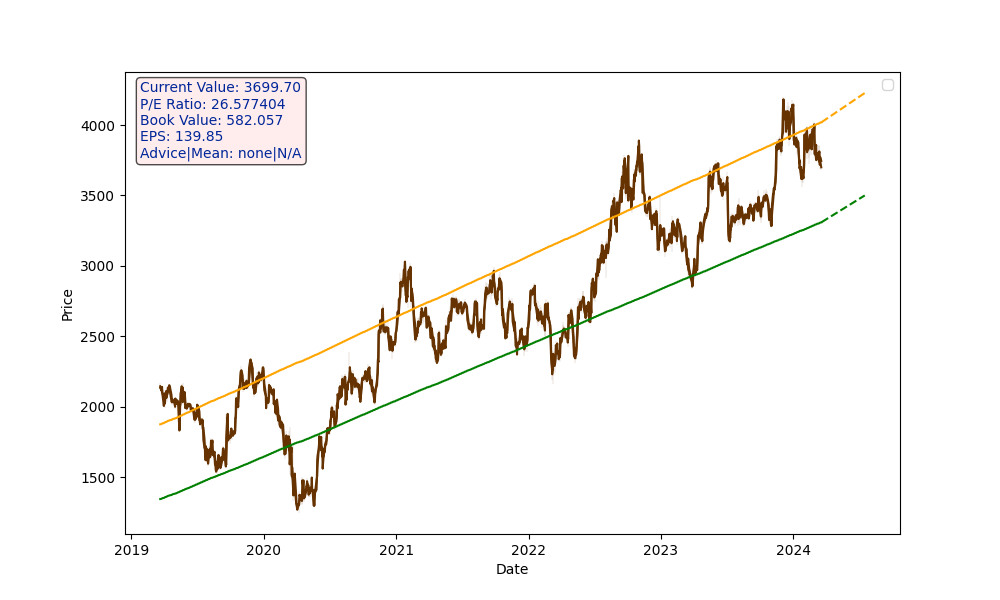 Current Value: 3699.70
P/E Ratio: 26.577404
Book Value: 582.057
EPS: 139.85
Advice|Mean: none|N/A
4000
3500
3000
2500
2000
1500
Price
2019 2020 2021 2022 2023 2024
Date